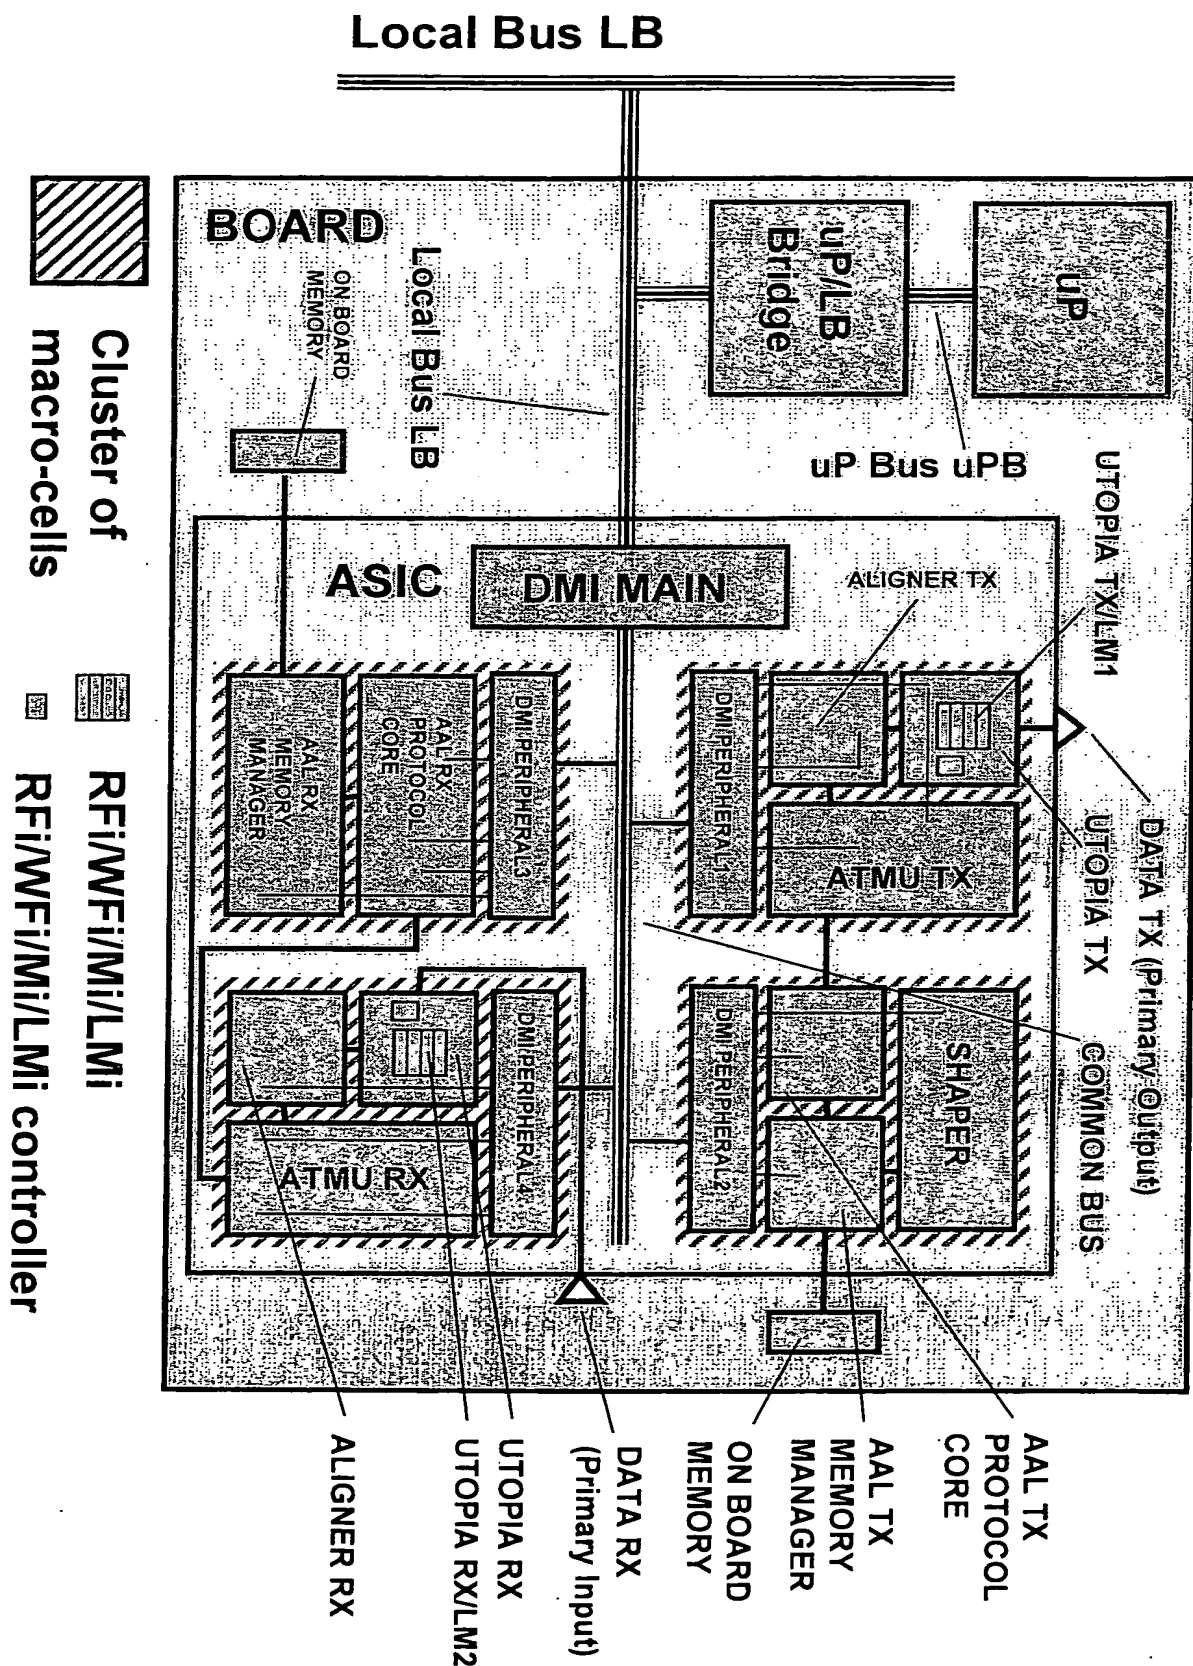 Local Bus LB
BOARD
uP/LB
Bridge
uP
Local Bus LB
ON BOARD
MEMORY
uP Bus uPB
UTOPIA TX/LM1
ASIC
DMI MAIN
ALIGNER TX
DATA TX (Primary Output)
UTOPIA TX
COMMON BUS
AAL RX
MEMORY
MANAGER
AAL RX
PROTOCOL
CORE
DMI PERIPHERAL3
DMI PERIPHERAL1
ATMU TX
ATMU RX
DMI PERIPHERAL4
DMI PERIPHERAL2
SHAPER
AAL TX
PROTOCOL
CORE
AAL TX
MEMORY
MANAGER
ON BOARD
MEMORY
DATA RX
(Primary Input)
UTOPIA RX
UTOPIA RX/LM2
ALIGNER RX
Cluster of
macro-cells
RFi/WFi/Mi/LMi
RFi/WFi/Mi/LMi controller